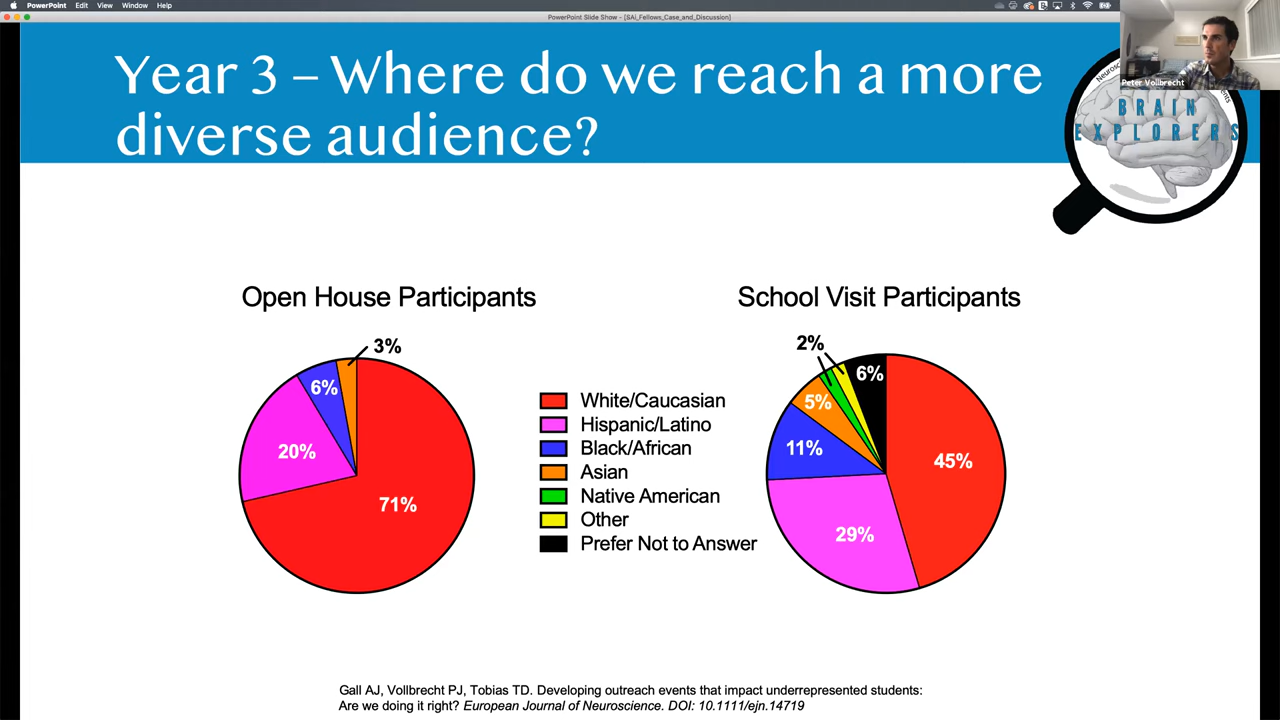 PowerPoint Edit View Window Help
PowerPoint Slide Show - [SAi_Fellows_Case_and_Discussion]
Peter Vollbrecht
Year 3 – Where do we reach a more
diverse audience?
BRAIN
EXPLORERS
Open House Participants
3%
6%
20%
71%
White/Caucasian
Hispanic/Latino
Black/African
Asian
Native American
Other
Prefer Not to Answer
School Visit Participants
2%
6%
5%
11%
45%
29%
Gall AJ, Vollbrecht PJ, Tobias TD. Developing outreach events that impact underrepresented students:
Are we doing it right? European Journal of Neuroscience. DOI: 10.1111/ejn.14719